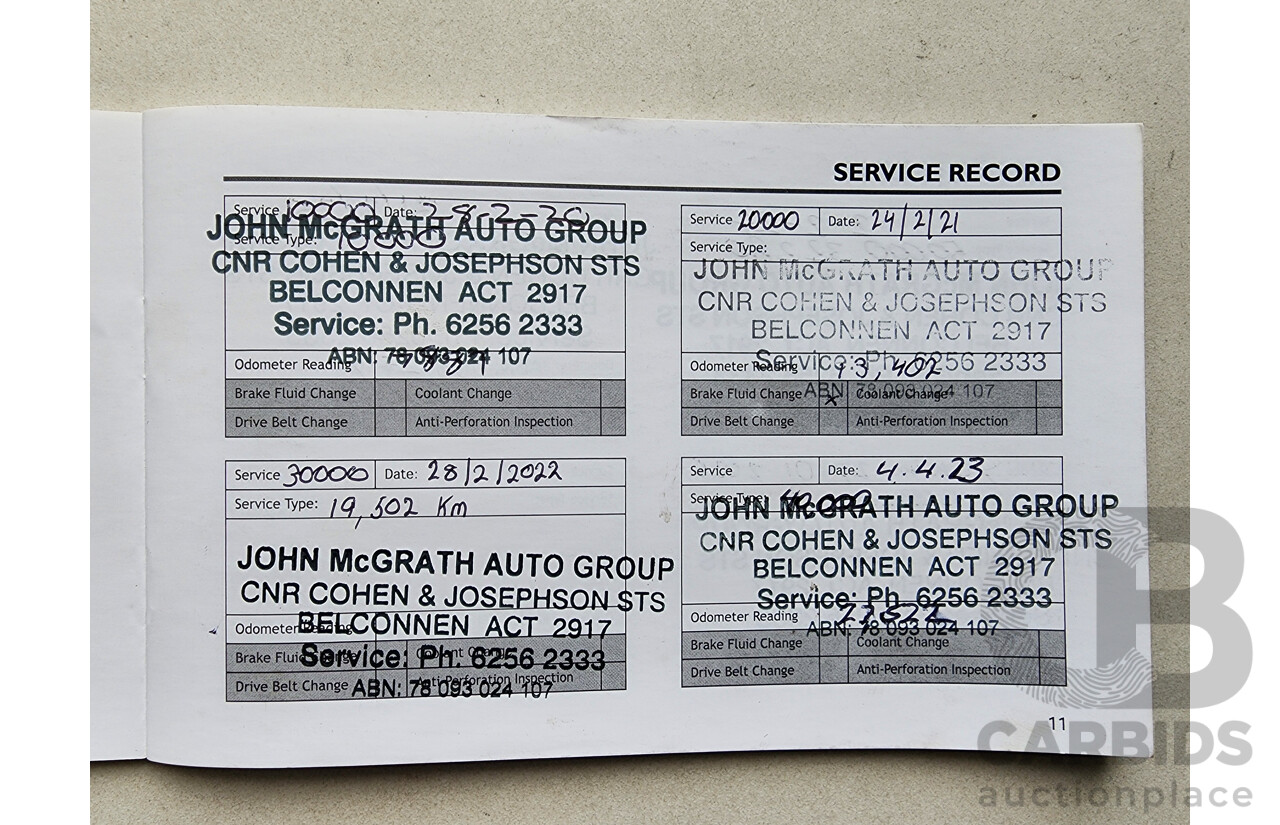 SERVICE RECORD
Service 10000 Date: 28-2-20
JOHN McGRATH AUTO GROUP
Service Type: 10000
CNR COHEN & JOSEPHSON STS
BELCONNEN ACT 2917
Service: Ph. 6256 2333
ABN: 78 093 024 107
Odometer Reading
Brake Fluid Change Coolant Change
Drive Belt Change Anti-Perforation Inspection
Service 20000 Date: 24/2/21
Service Type:
JOHN McGRATH AUTO GROUP
CNR COHEN & JOSEPHSON STS
BELCONNEN ACT 2917
Service: Ph. 6256 2333
Odometer Reading 13,402
ABN 78 093 024 107
Brake Fluid Change x Coolant Change
Drive Belt Change Anti-Perforation Inspection
Service 30000 Date: 28/2/2022
Service Type: 19,502 Km
JOHN McGRATH AUTO GROUP
CNR COHEN & JOSEPHSON STS
BELCONNEN ACT 2917
Odometer Reading
Service: Ph. 6256 2333
Brake Fluid Change Coolant Change
Drive Belt Change Anti-Perforation Inspection
ABN: 78 093 024 107
Service Date: 4.4.23
Service Type: 40,000
JOHN McGRATH AUTO GROUP
CNR COHEN & JOSEPHSON STS
BELCONNEN ACT 2917
Service: Ph. 6256 2333
Odometer Reading
ABN: 78 093 024 107
Brake Fluid Change Coolant Change
Drive Belt Change Anti-Perforation Inspection
11
CARBIDS
auctionplace